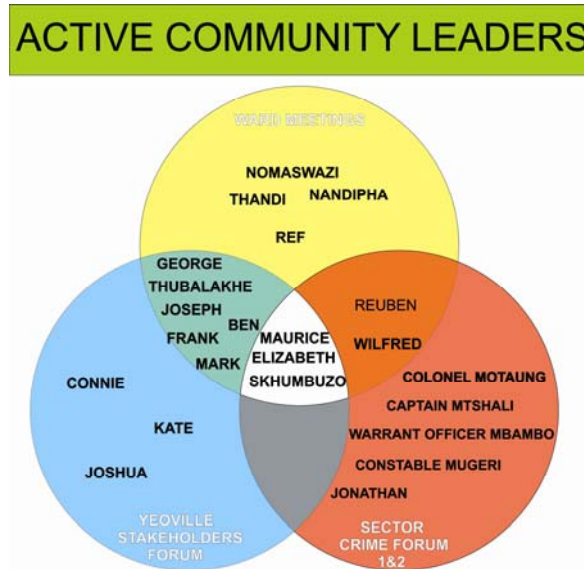 ACTIVE COMMUNITY LEADERS
WARD MEETINGS
NOMASWAZI
THANDI
NANDIPHA
REF
GEORGE
THUBALAKHE
JOSEPH
BEN
FRANK
MARK
MAURICE
ELIZABETH
SKHUMBUZO
REUBEN
WILFRED
CONNIE
KATE
JOSHUA
YEOVILLE
STAKEHOLDERS
FORUM
COLONEL MOTAUNG
CAPTAIN MTSHALI
WARRANT OFFICER MBAMBO
CONSTABLE MUGERI
JONATHAN
SECTOR
CRIME FORUM
1&2